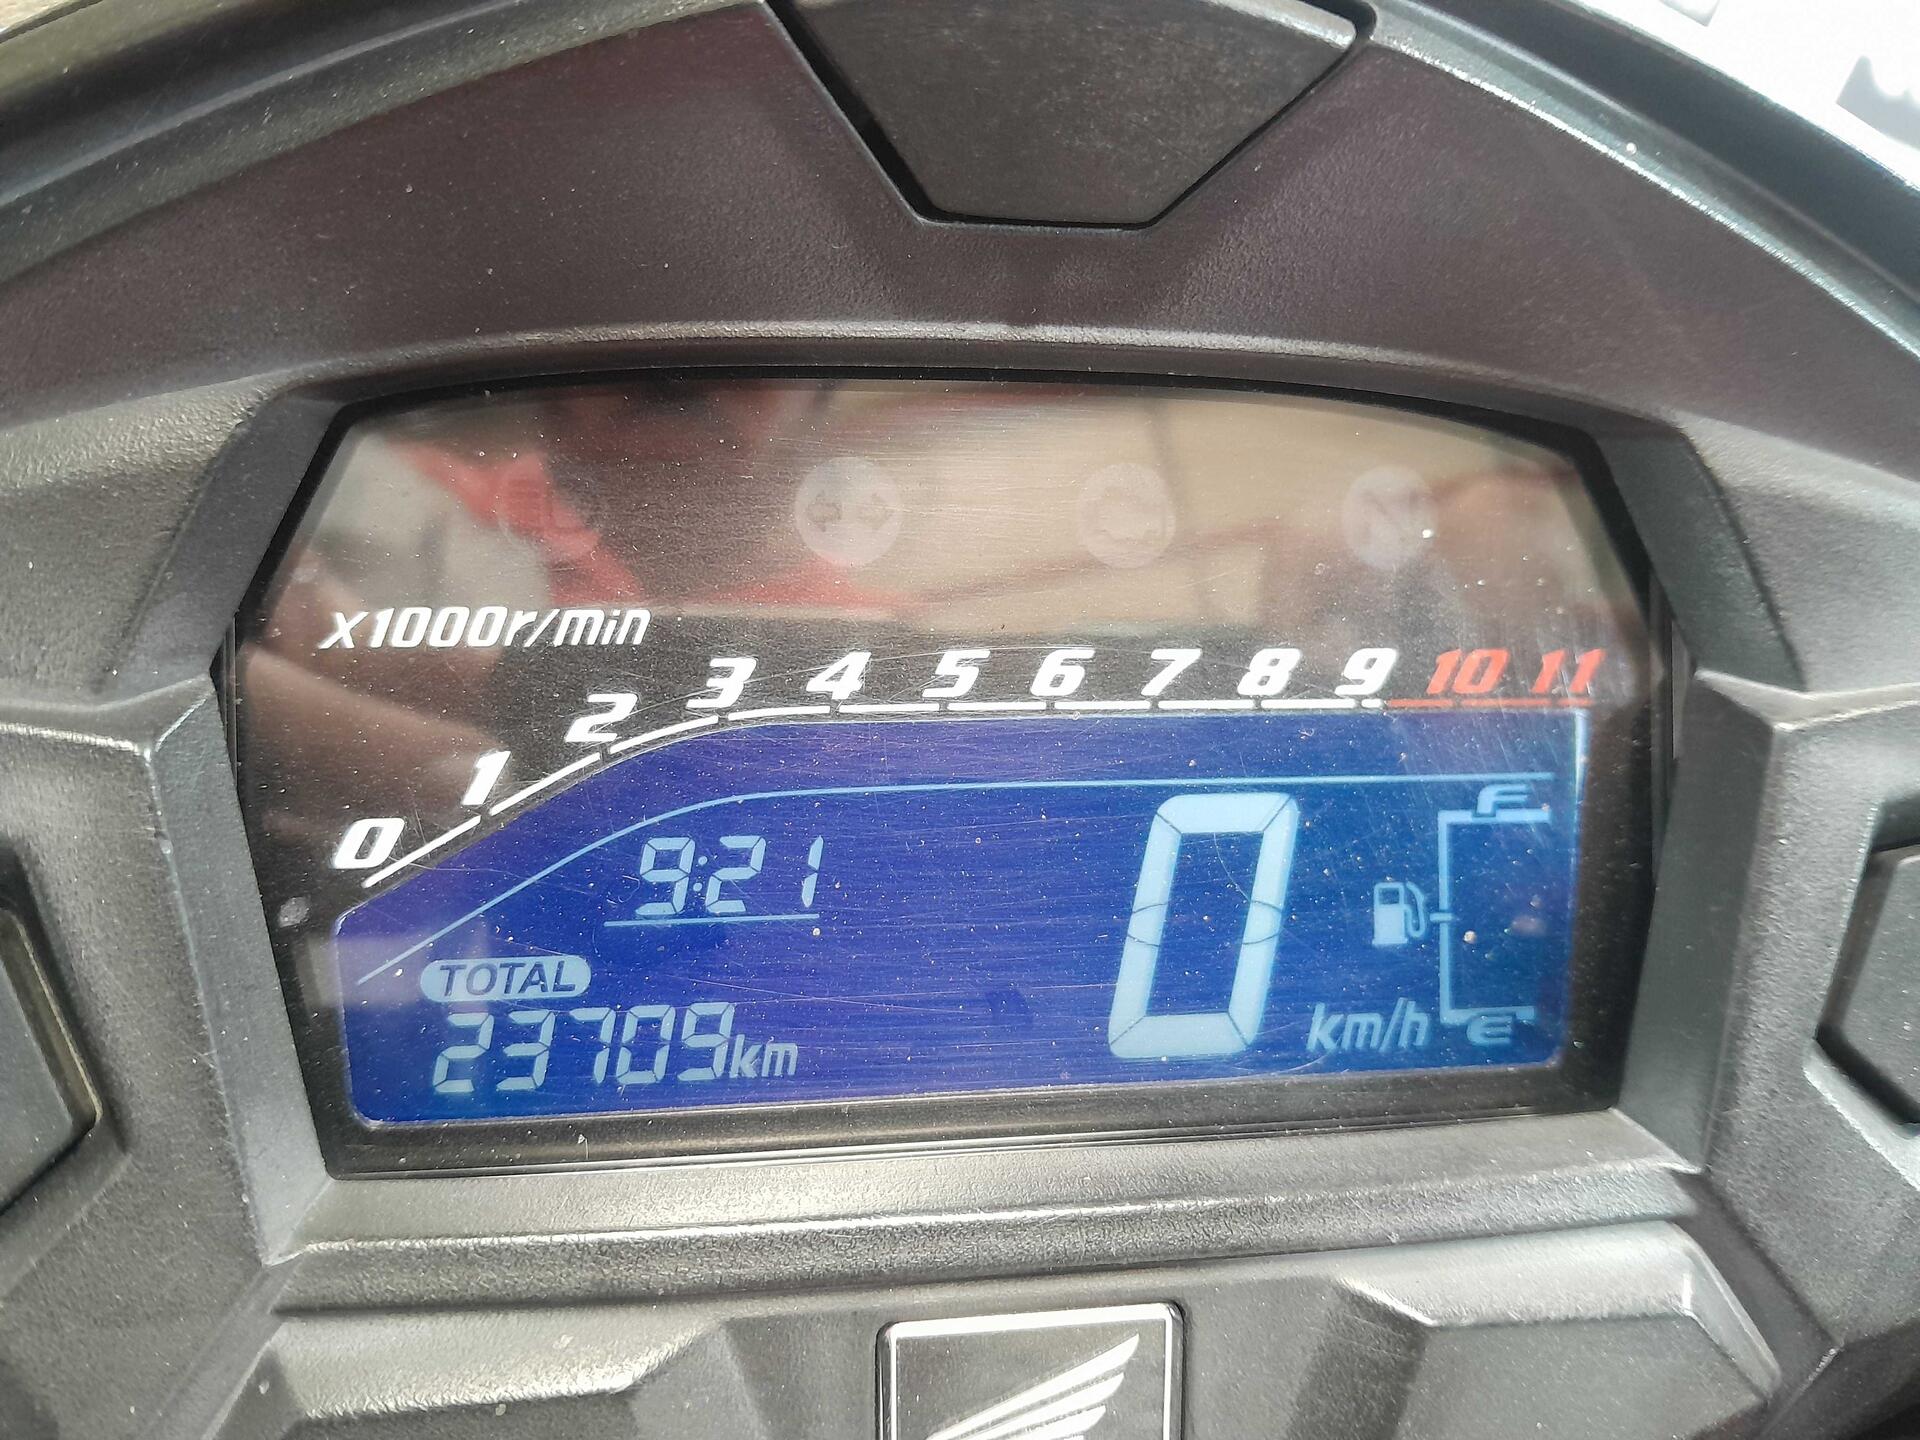 x1000r/min
0 1 2 3 4 5 6 7 8 9 10 11
9:21
F
0 km/h
E
TOTAL
23709km